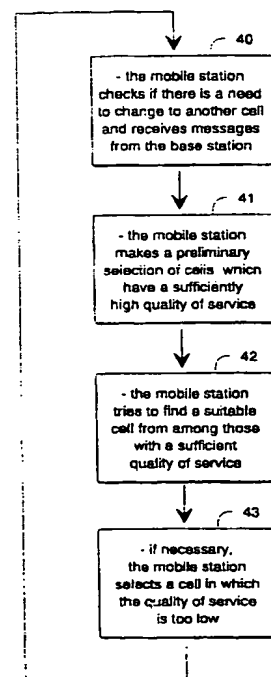 40
- the mobile station
checks if there is a need
to change to another cell
and receives messages
from the base station
41
- the mobile station
makes a preliminary
selection of cells which
have a sufficiently
high quality of service
42
- the mobile station
tries to find a suitable
cell from among those
with a sufficient
quality of service
43
- if necessary,
the mobile station
selects a cell in which
the quality of service
is too low